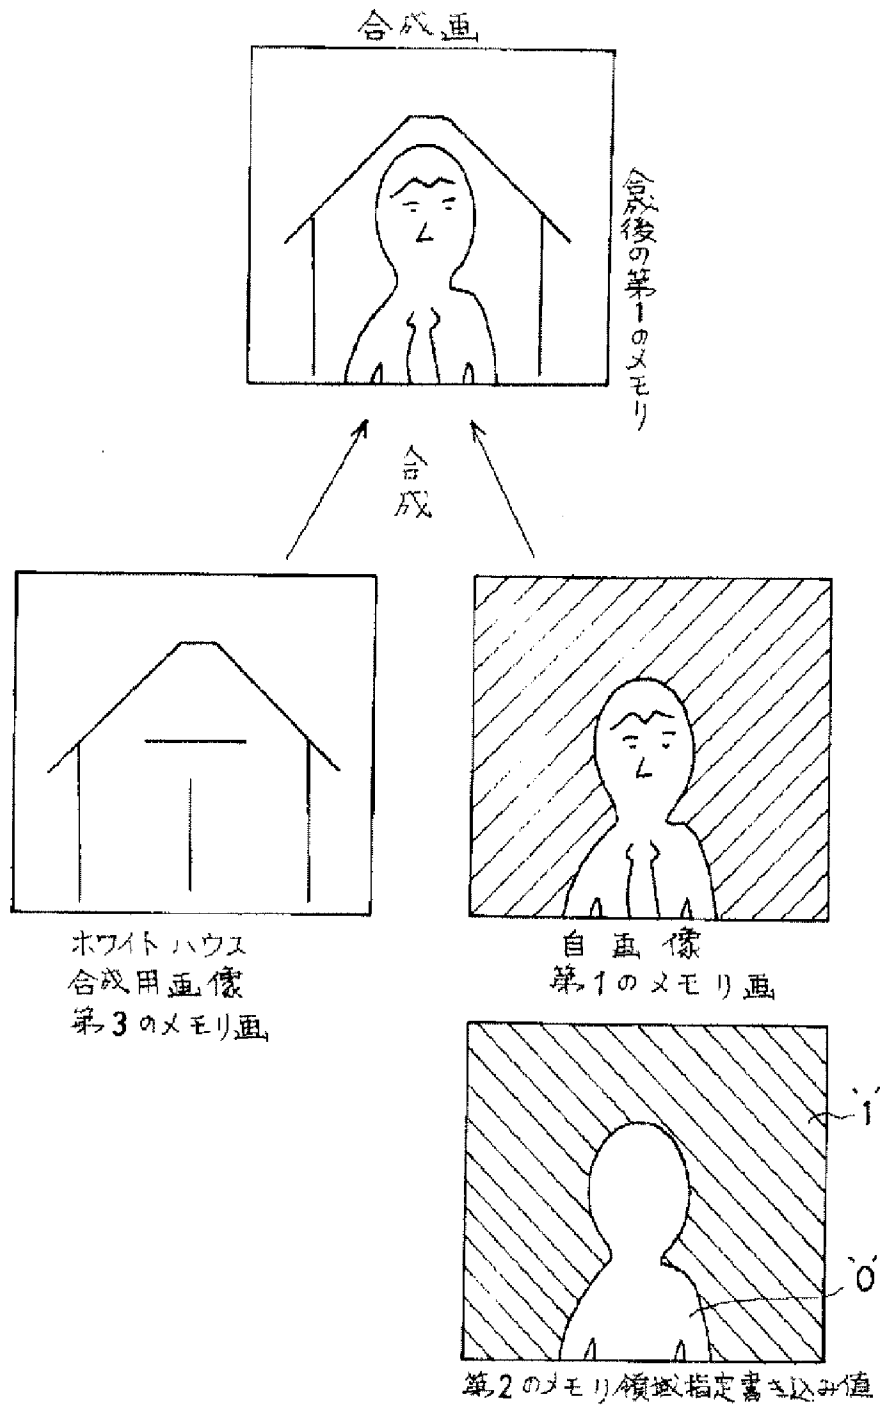 合成画
合成後の第1のメモリ
合成
ホワイトハウス
合成用画像
第3のメモリ画
自画像
第1のメモリ画
'1'
'0'
第2のメモリ領域指定書き込み値